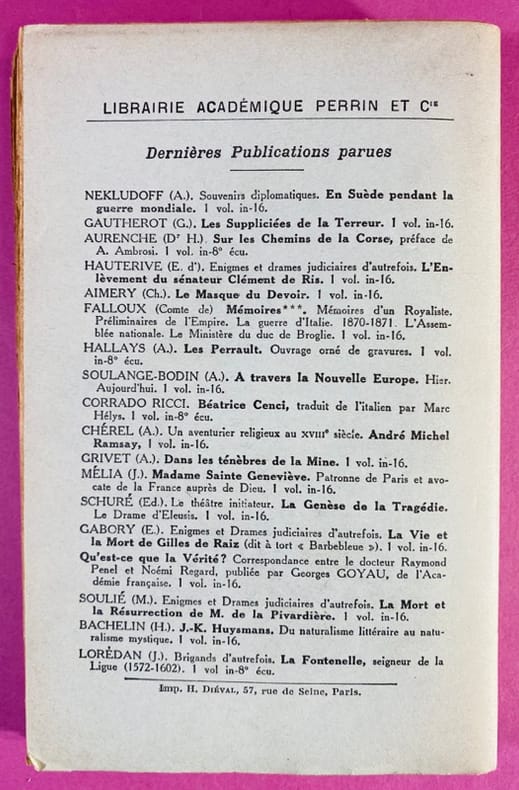 LIBRAIRIE ACADÉMIQUE PERRIN ET Cⁱᵉ
Dernières Publications parues
NEKLUDOFF (A.). Souvenirs diplomatiques. En Suède pendant la
guerre mondiale. 1 vol. in-16.
GAUTHEROT (G.). Les Suppliciées de la Terreur. 1 vol. in-16.
AURENCHE (Dʳ H.). Sur les Chemins de la Corse, préface de
A. Ambrosi. 1 vol. in-8° écu.
HAUTERIVE (E. d'). Enigmes et drames judiciaires d'autrefois. L'En-
lèvement du sénateur Clément de Ris. 1 vol. in-16.
AIMERY (Ch.). Le Masque du Devoir. 1 vol. in-16.
FALLOUX (Comte de) Mémoires***. Mémoires d'un Royaliste.
Préliminaires de l'Empire. La guerre d'Italie. 1870-1871. L'Assem-
blée nationale. Le Ministère du duc de Broglie. 1 vol. in-16.
HALLAYS (A.). Les Perrault. Ouvrage orné de gravures. 1 vol.
in-8° écu.
SOULANGE-BODIN (A.). A travers la Nouvelle Europe. Hier.
Aujourd'hui. 1 vol. in-16.
CORRADO RICCI. Béatrice Cenci, traduit de l'italien par Marc
Hélys. 1 vol. in-8° écu.
CHÉREL (A.). Un aventurier religieux au XVIIIᵉ siècle. André Michel
Ramsay, 1 vol. in-16.
GRIVET (A.). Dans les ténèbres de la Mine. 1 vol. in-16.
MÉLIA (J.). Madame Sainte Geneviève. Patronne de Paris et avo-
cate de la France auprès de Dieu. 1 vol. in-16.
SCHURÉ (Ed.). Le théâtre initiateur. La Genèse de la Tragédie.
Le Drame d'Eleusis. 1 vol. in-16.
GABORY (E.). Enigmes et Drames judiciaires d'autrefois. La Vie et
la Mort de Gilles de Raiz (dit à tort « Barbebleue »). 1 vol. in-16.
Qu'est-ce que la Vérité? Correspondance entre le docteur Raymond
Penel et Noémi Regard, publiée par Georges GOYAU, de l'Aca-
démie française. 1 vol. in-16.
SOULIÉ (M.). Enigmes et Drames judiciaires d'autrefois. La Mort et
la Résurrection de M. de la Pivardière. 1 vol. in-16.
BACHELIN (H.). J.-K. Huysmans. Du naturalisme littéraire au natu-
ralisme mystique. 1 vol. in-16.
LORÉDAN (J.). Brigands d'autrefois. La Fontenelle, seigneur de la
Ligue (1572-1602). 1 vol in-8° écu.
Imp. H. DIÉVAL, 57, rue de Seine, Paris.